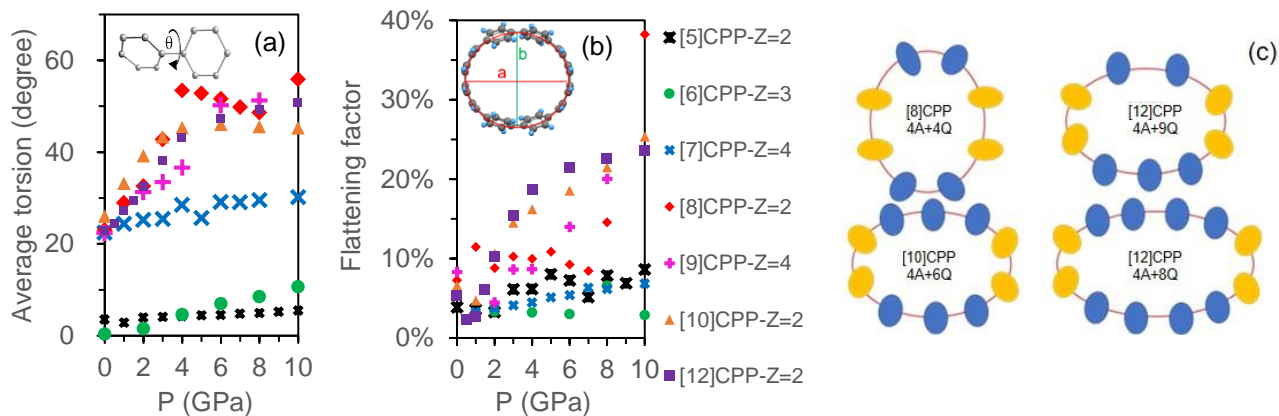 (a)
θ
Average torsion (degree)
60
40
20
0
0 2 4 6 8 10
P (GPa)
(b)
b
a
Flattening factor
40%
30%
20%
10%
0%
0 2 4 6 8 10
P (GPa)
[5]CPP-Z=2
[6]CPP-Z=3
[7]CPP-Z=4
[8]CPP-Z=2
[9]CPP-Z=4
[10]CPP-Z=2
[12]CPP-Z=2
(c)
[8]CPP
4A+4Q
[12]CPP
4A+9Q
[10]CPP
4A+6Q
[12]CPP
4A+8Q